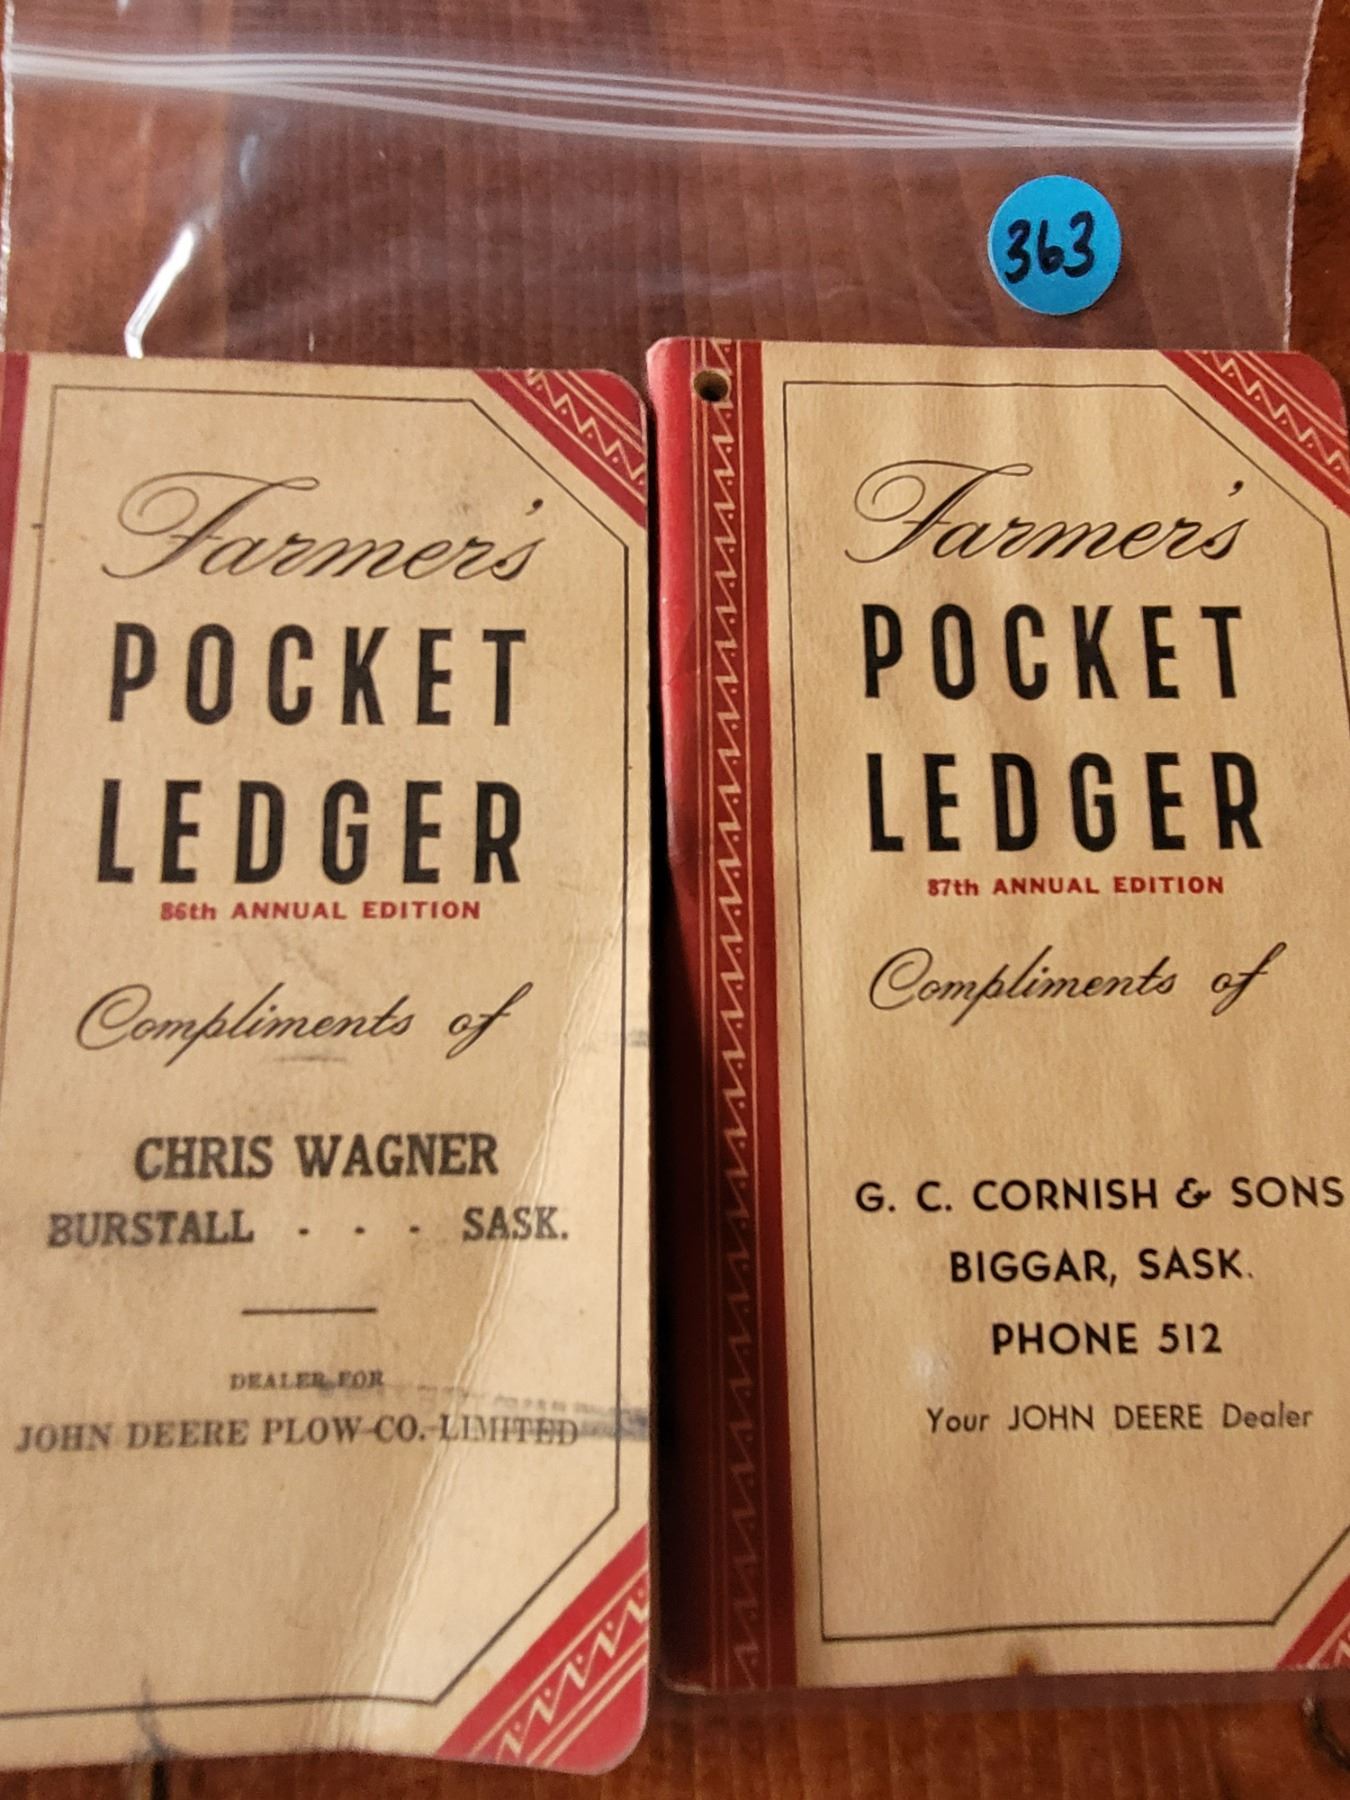 363
Farmer's
POCKET
LEDGER
86th ANNUAL EDITION
Compliments of
CHRIS WAGNER
BURSTALL - - - SASK.
DEALER FOR
JOHN DEERE PLOW CO. LIMITED
Farmer's
POCKET
LEDGER
87th ANNUAL EDITION
Compliments of
G. C. CORNISH & SONS
BIGGAR, SASK.
PHONE 512
Your JOHN DEERE Dealer